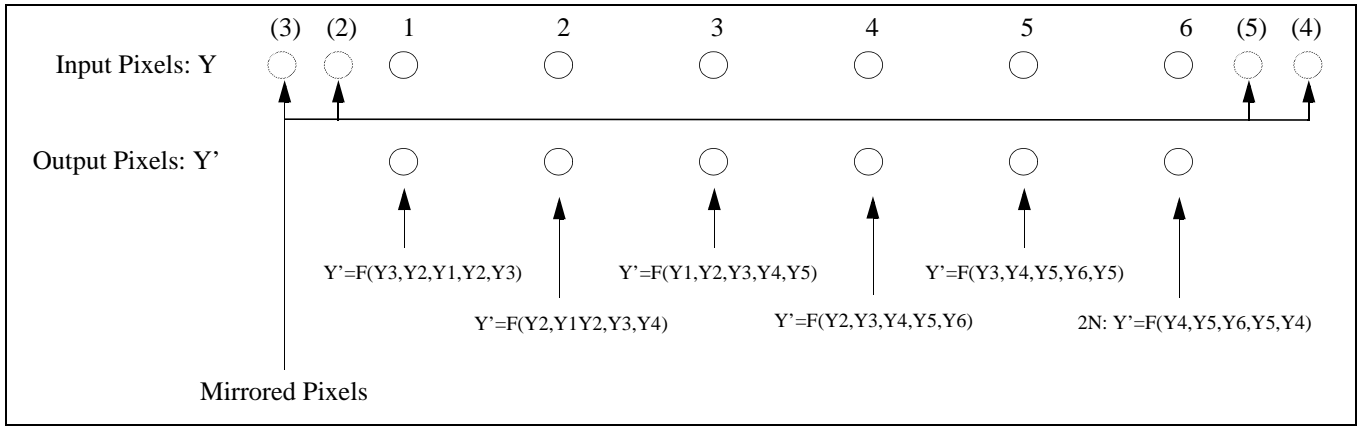 (3) (2) 1 2 3 4 5 6 (5) (4)
Input Pixels: Y
Output Pixels: Y’
Y’=F(Y3,Y2,Y1,Y2,Y3) Y’=F(Y1,Y2,Y3,Y4,Y5) Y’=F(Y3,Y4,Y5,Y6,Y5)
Y’=F(Y2,Y1Y2,Y3,Y4) Y’=F(Y2,Y3,Y4,Y5,Y6) 2N: Y’=F(Y4,Y5,Y6,Y5,Y4)
Mirrored Pixels